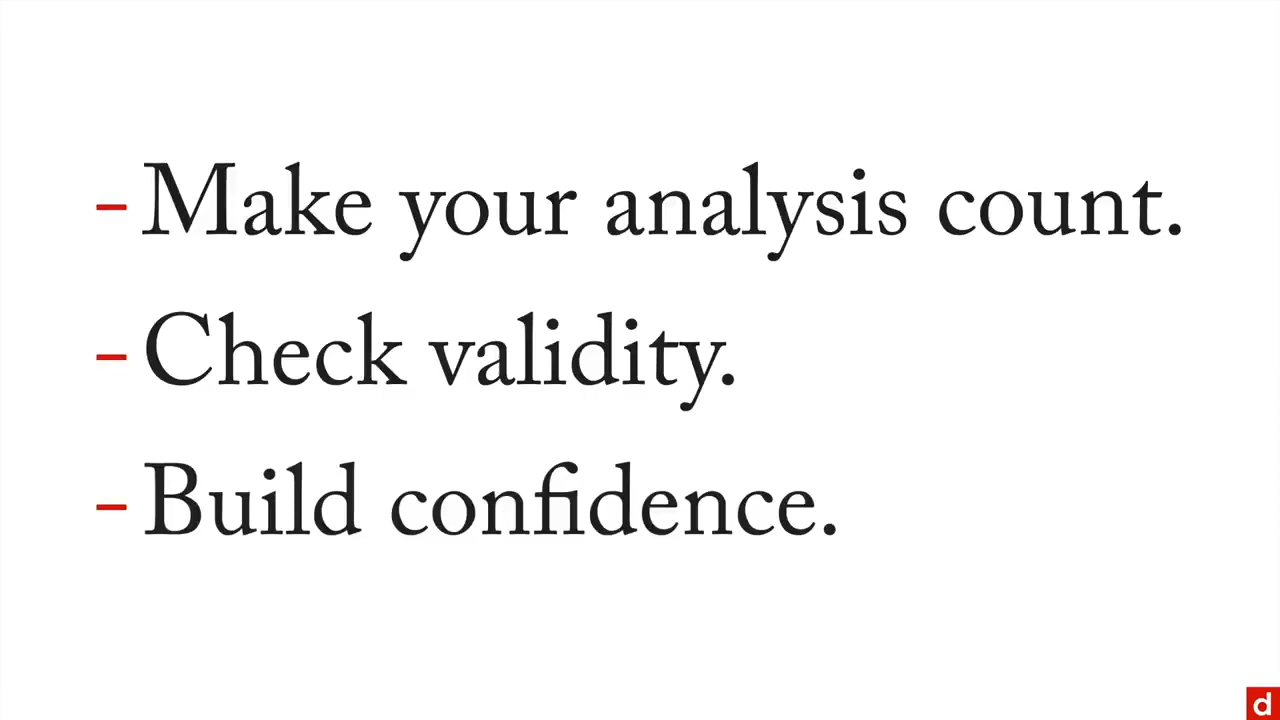 - Make your analysis count.
- Check validity.
- Build confidence.
d